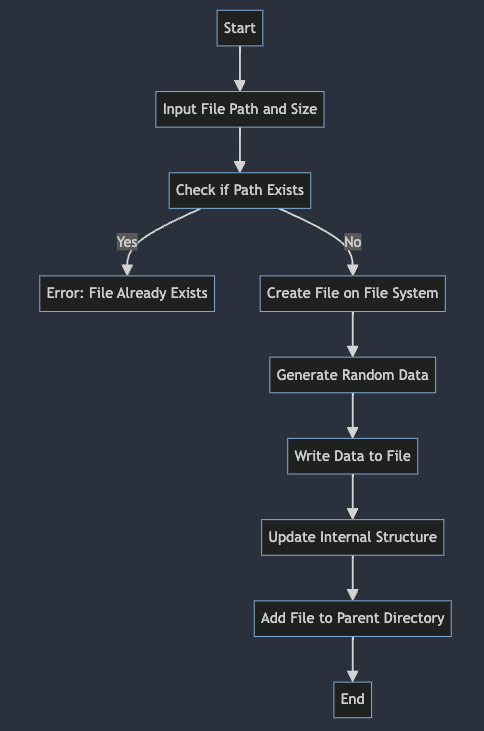 Start
Input File Path and Size
Check if Path Exists
Yes
No
Error: File Already Exists
Create File on File System
Generate Random Data
Write Data to File
Update Internal Structure
Add File to Parent Directory
End